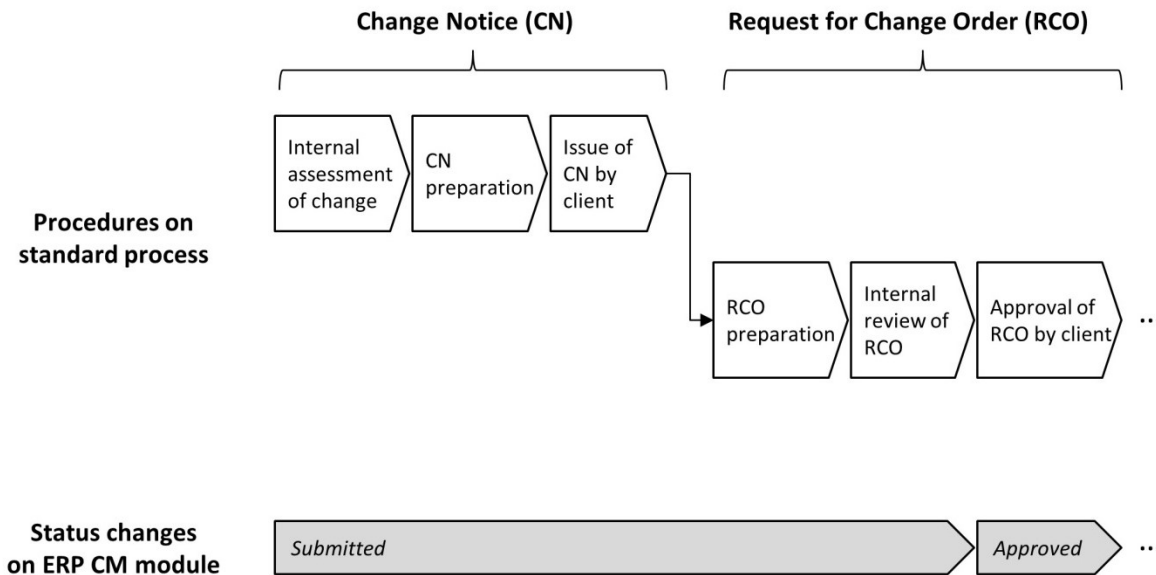 Change Notice (CN)
Request for Change Order (RCO)
Procedures on
standard process
Internal
assessment
of change
CN
preparation
Issue of
CN by
client
RCO
preparation
Internal
review of
RCO
Approval of
RCO by client
..
Status changes
on ERP CM module
Submitted
Approved
..